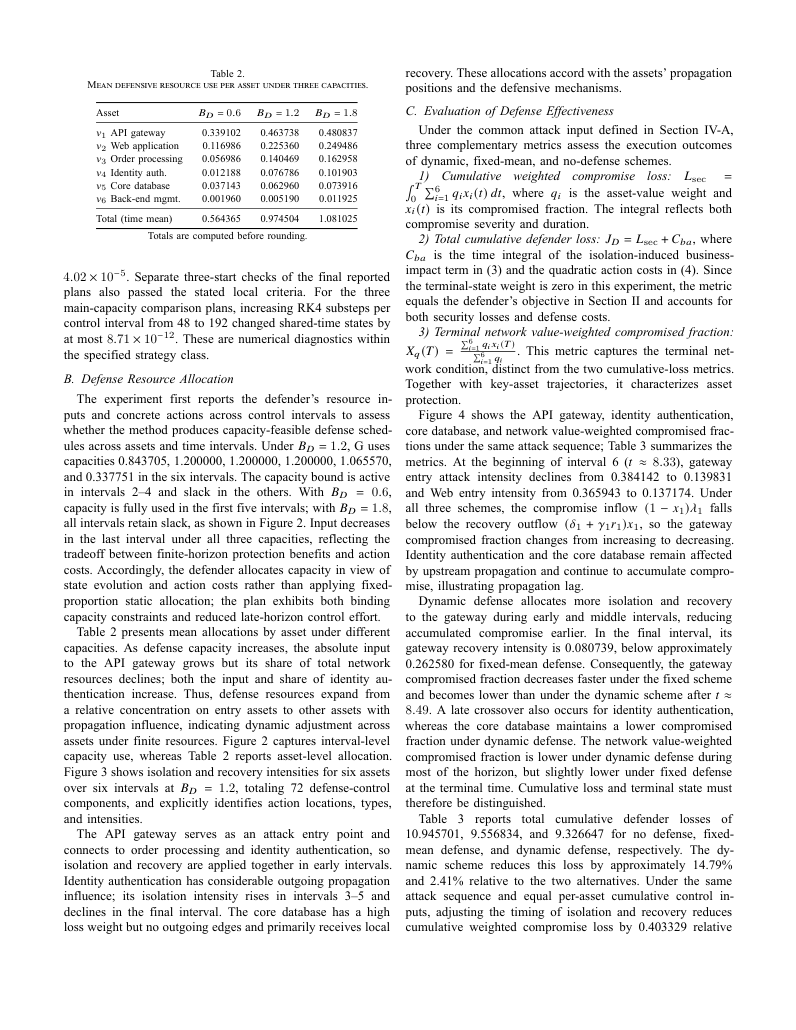 Table 2.
Mean defensive resource use per asset under three capacities.
Asset B_D = 0.6 B_D = 1.2 B_D = 1.8
v_1 API gateway 0.339102 0.463738 0.480837
v_2 Web application 0.116986 0.225360 0.249486
v_3 Order processing 0.056986 0.140469 0.162958
v_4 Identity auth. 0.012188 0.076786 0.101903
v_5 Core database 0.037143 0.062960 0.073916
v_6 Back-end mgmt. 0.001960 0.005190 0.011925
Total (time mean) 0.564365 0.974504 1.081025
Totals are computed before rounding.
4.02 × 10^{-5}. Separate three-start checks of the final reported
plans also passed the stated local criteria. For the three
main-capacity comparison plans, increasing RK4 substeps per
control interval from 48 to 192 changed shared-time states by
at most 8.71 × 10^{-12}. These are numerical diagnostics within
the specified strategy class.
B. Defense Resource Allocation
The experiment first reports the defender's resource in-
puts and concrete actions across control intervals to assess
whether the method produces capacity-feasible defense sched-
ules across assets and time intervals. Under B_D = 1.2, G uses
capacities 0.843705, 1.200000, 1.200000, 1.200000, 1.065570,
and 0.337751 in the six intervals. The capacity bound is active
in intervals 2–4 and slack in the others. With B_D = 0.6,
capacity is fully used in the first five intervals; with B_D = 1.8,
all intervals retain slack, as shown in Figure 2. Input decreases
in the last interval under all three capacities, reflecting the
tradeoff between finite-horizon protection benefits and action
costs. Accordingly, the defender allocates capacity in view of
state evolution and action costs rather than applying fixed-
proportion static allocation; the plan exhibits both binding
capacity constraints and reduced late-horizon control effort.
Table 2 presents mean allocations by asset under different
capacities. As defense capacity increases, the absolute input
to the API gateway grows but its share of total network
resources declines; both the input and share of identity au-
thentication increase. Thus, defense resources expand from
a relative concentration on entry assets to other assets with
propagation influence, indicating dynamic adjustment across
assets under finite resources. Figure 2 captures interval-level
capacity use, whereas Table 2 reports asset-level allocation.
Figure 3 shows isolation and recovery intensities for six assets
over six intervals at B_D = 1.2, totaling 72 defense-control
components, and explicitly identifies action locations, types,
and intensities.
The API gateway serves as an attack entry point and
connects to order processing and identity authentication, so
isolation and recovery are applied together in early intervals.
Identity authentication has considerable outgoing propagation
influence; its isolation intensity rises in intervals 3–5 and
declines in the final interval. The core database has a high
loss weight but no outgoing edges and primarily receives local
recovery. These allocations accord with the assets' propagation
positions and the defensive mechanisms.
C. Evaluation of Defense Effectiveness
Under the common attack input defined in Section IV-A,
three complementary metrics assess the execution outcomes
of dynamic, fixed-mean, and no-defense schemes.
1) Cumulative weighted compromise loss: L_sec =
∫_0^T ∑_{i=1}^6 q_i x_i(t) dt, where q_i is the asset-value weight and
x_i(t) is its compromised fraction. The integral reflects both
compromise severity and duration.
2) Total cumulative defender loss: J_D = L_sec + C_ba, where
C_ba is the time integral of the isolation-induced business-
impact term in (3) and the quadratic action costs in (4). Since
the terminal-state weight is zero in this experiment, the metric
equals the defender's objective in Section II and accounts for
both security losses and defense costs.
3) Terminal network value-weighted compromised fraction:
X_q(T) = \frac{∑_{i=1}^6 q_i x_i(T)}{∑_{i=1}^6 q_i}. This metric captures the terminal net-
work condition, distinct from the two cumulative-loss metrics.
Together with key-asset trajectories, it characterizes asset
protection.
Figure 4 shows the API gateway, identity authentication,
core database, and network value-weighted compromised frac-
tions under the same attack sequence; Table 3 summarizes the
metrics. At the beginning of interval 6 (t ≈ 8.33), gateway
entry attack intensity declines from 0.384142 to 0.139831
and Web entry intensity from 0.365943 to 0.137174. Under
all three schemes, the compromise inflow (1 − x_1)λ_1 falls
below the recovery outflow (δ_1 + γ_1r_1)x_1, so the gateway
compromised fraction changes from increasing to decreasing.
Identity authentication and the core database remain affected
by upstream propagation and continue to accumulate compro-
mise, illustrating propagation lag.
Dynamic defense allocates more isolation and recovery
to the gateway during early and middle intervals, reducing
accumulated compromise earlier. In the final interval, its
gateway recovery intensity is 0.080739, below approximately
0.262580 for fixed-mean defense. Consequently, the gateway
compromised fraction decreases faster under the fixed scheme
and becomes lower than under the dynamic scheme after t ≈
8.49. A late crossover also occurs for identity authentication,
whereas the core database maintains a lower compromised
fraction under dynamic defense. The network value-weighted
compromised fraction is lower under dynamic defense during
most of the horizon, but slightly lower under fixed defense
at the terminal time. Cumulative loss and terminal state must
therefore be distinguished.
Table 3 reports total cumulative defender losses of
10.945701, 9.556834, and 9.326647 for no defense, fixed-
mean defense, and dynamic defense, respectively. The dy-
namic scheme reduces this loss by approximately 14.79%
and 2.41% relative to the two alternatives. Under the same
attack sequence and equal per-asset cumulative control in-
puts, adjusting the timing of isolation and recovery reduces
cumulative weighted compromise loss by 0.403329 relative